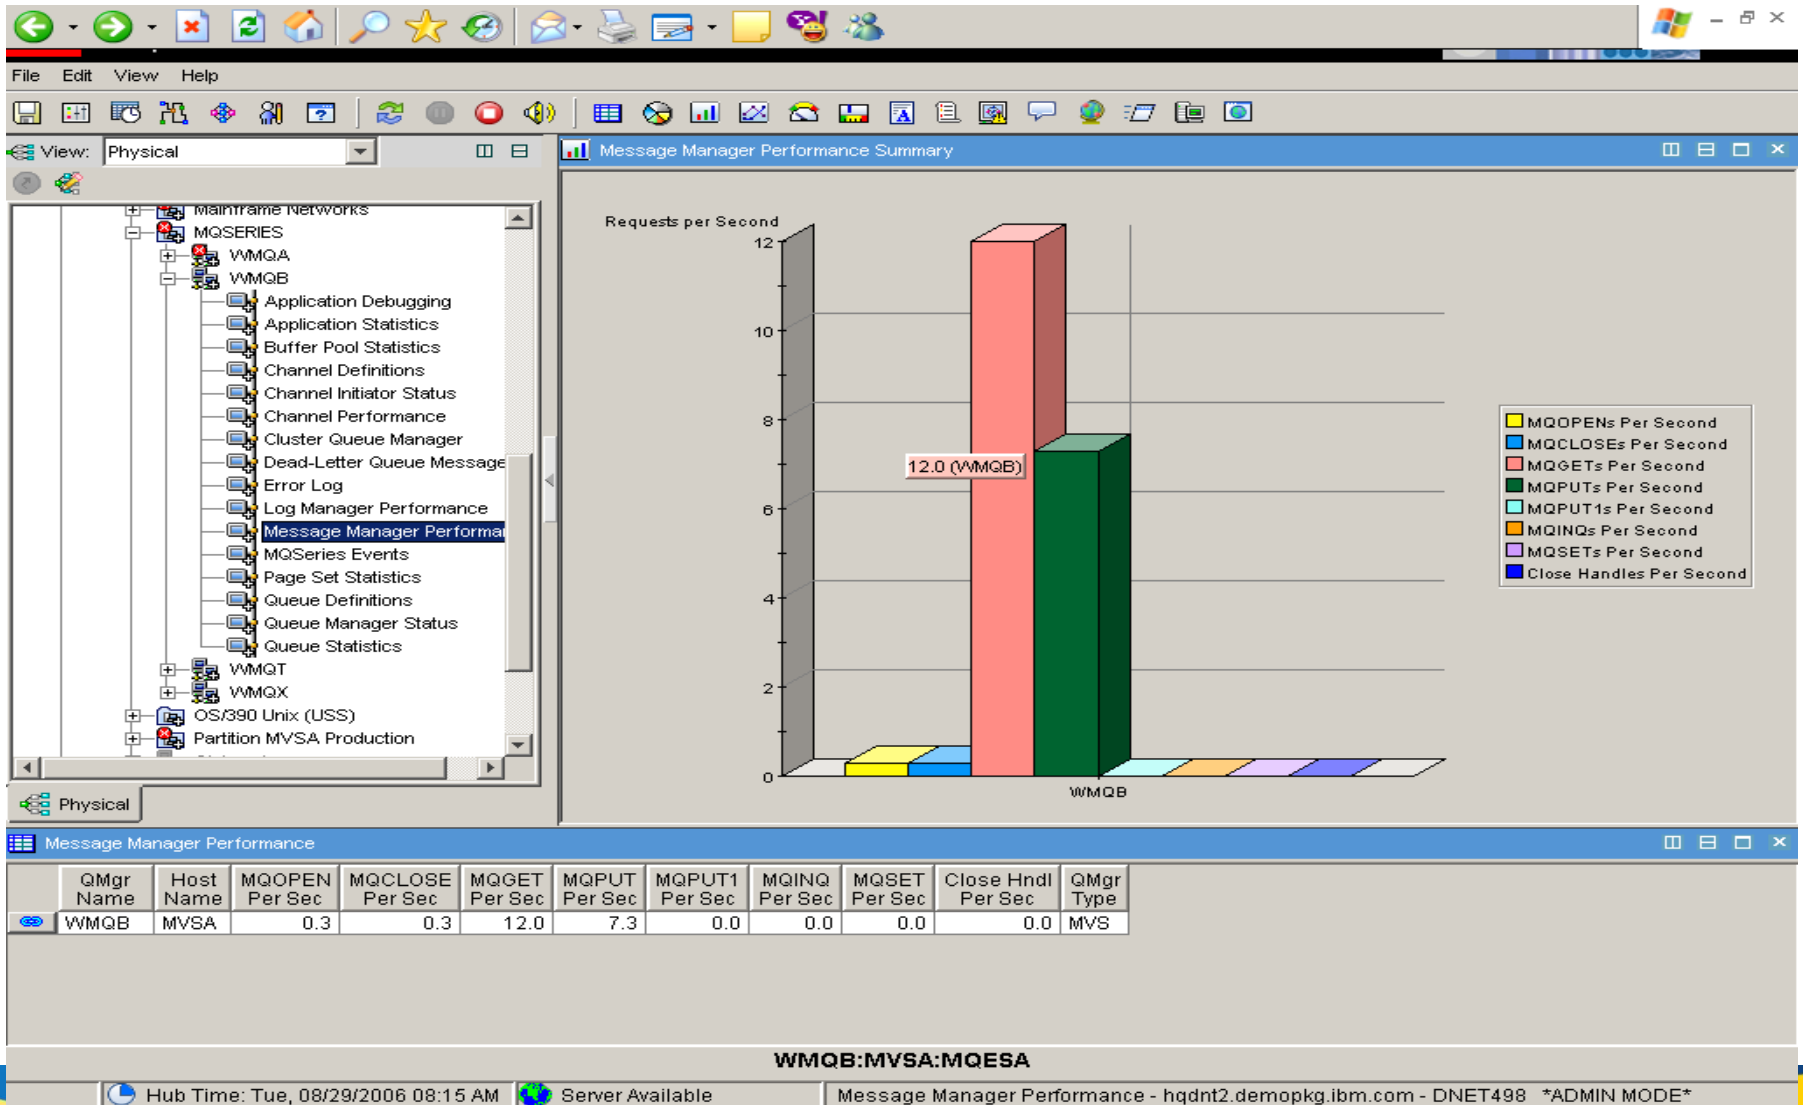 File Edit View Help
View: Physical
Mainframe Networks
MQSERIES
WMQA
WMQB
Application Debugging
Application Statistics
Buffer Pool Statistics
Channel Definitions
Channel Initiator Status
Channel Performance
Cluster Queue Manager
Dead-Letter Queue Message
Error Log
Log Manager Performance
Message Manager Performa
MQSeries Events
Page Set Statistics
Queue Definitions
Queue Manager Status
Queue Statistics
WMQT
WMQX
OS/390 Unix (USS)
Partition MVSA Production
Physical
Message Manager Performance Summary
Requests per Second
12
10
8
6
4
2
0
12.0 (WMQB)
WMQB
MQOPENs Per Second
MQCLOSEs Per Second
MQGETs Per Second
MQPUTs Per Second
MQPUT1s Per Second
MQINQs Per Second
MQSETs Per Second
Close Handles Per Second
Message Manager Performance
QMgr Name Host Name MQOPEN Per Sec MQCLOSE Per Sec MQGET Per Sec MQPUT Per Sec MQPUT1 Per Sec MQINQ Per Sec MQSET Per Sec Close Hndl Per Sec QMgr Type
WMQB MVSA 0.3 0.3 12.0 7.3 0.0 0.0 0.0 0.0 MVS
WMQB:MVSA:MQESA
Hub Time: Tue, 08/29/2006 08:15 AM Server Available Message Manager Performance - hqdnt2.demopkg.ibm.com - DNET498 *ADMIN MODE*